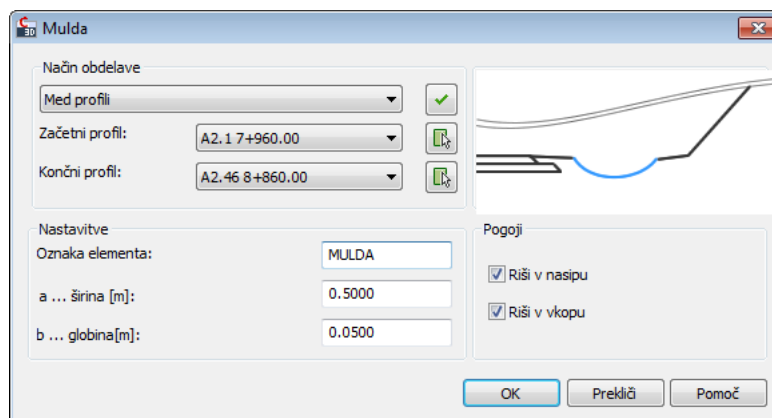 Mulda
Način obdelave
Med profili
Začetni profil: A2.1 7+960.00
Končni profil: A2.46 8+860.00
Nastavitve
Oznaka elementa: MULDA
a ... širina [m]: 0.5000
b ... globina[m]: 0.0500
Pogoji
Riši v nasipu
Riši v vkopu
OK Prekliči Pomoč